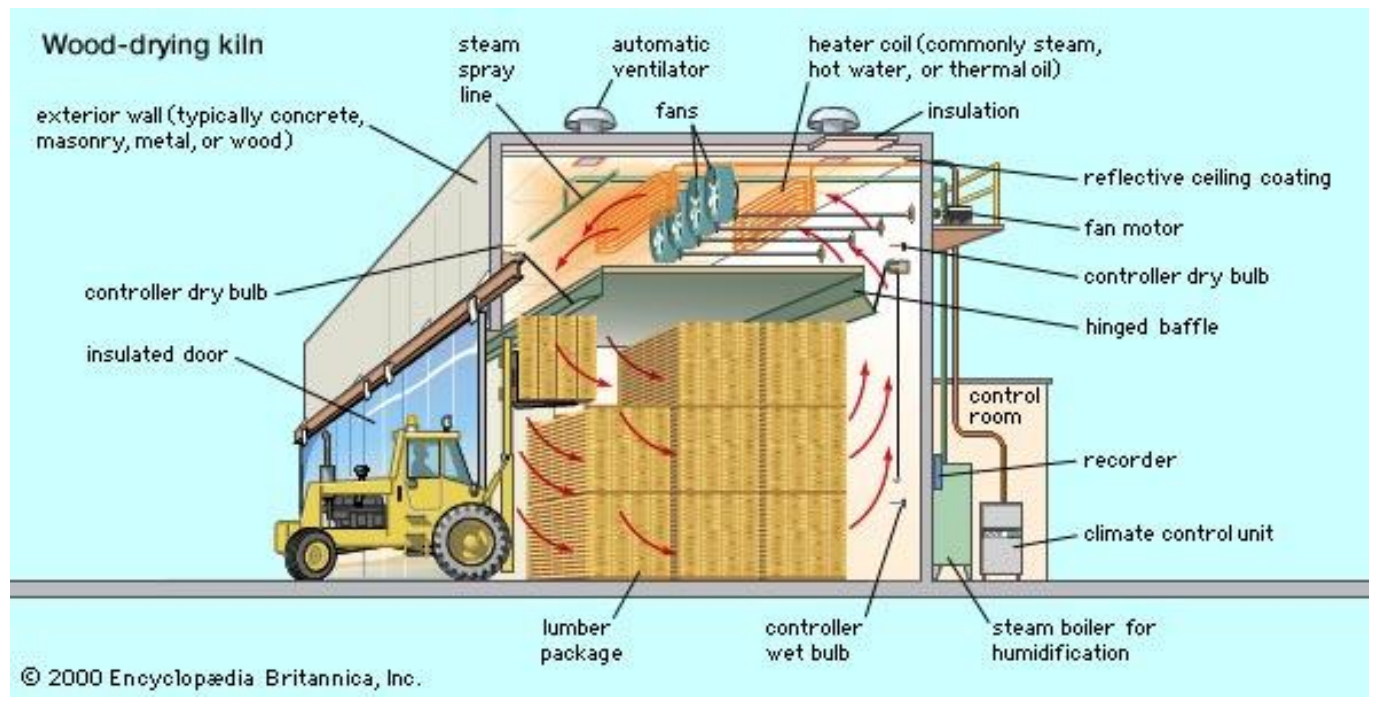 Wood-drying kiln
steam
spray
line
automatic
ventilator
heater coil (commonly steam,
hot water, or thermal oil)
fans
insulation
exterior wall (typically concrete,
masonry, metal, or wood)
reflective ceiling coating
fan motor
controller dry bulb
controller dry bulb
hinged baffle
insulated door
control
room
recorder
climate control unit
lumber
package
controller
wet bulb
steam boiler for
humidification
© 2000 Encyclopædia Britannica, Inc.